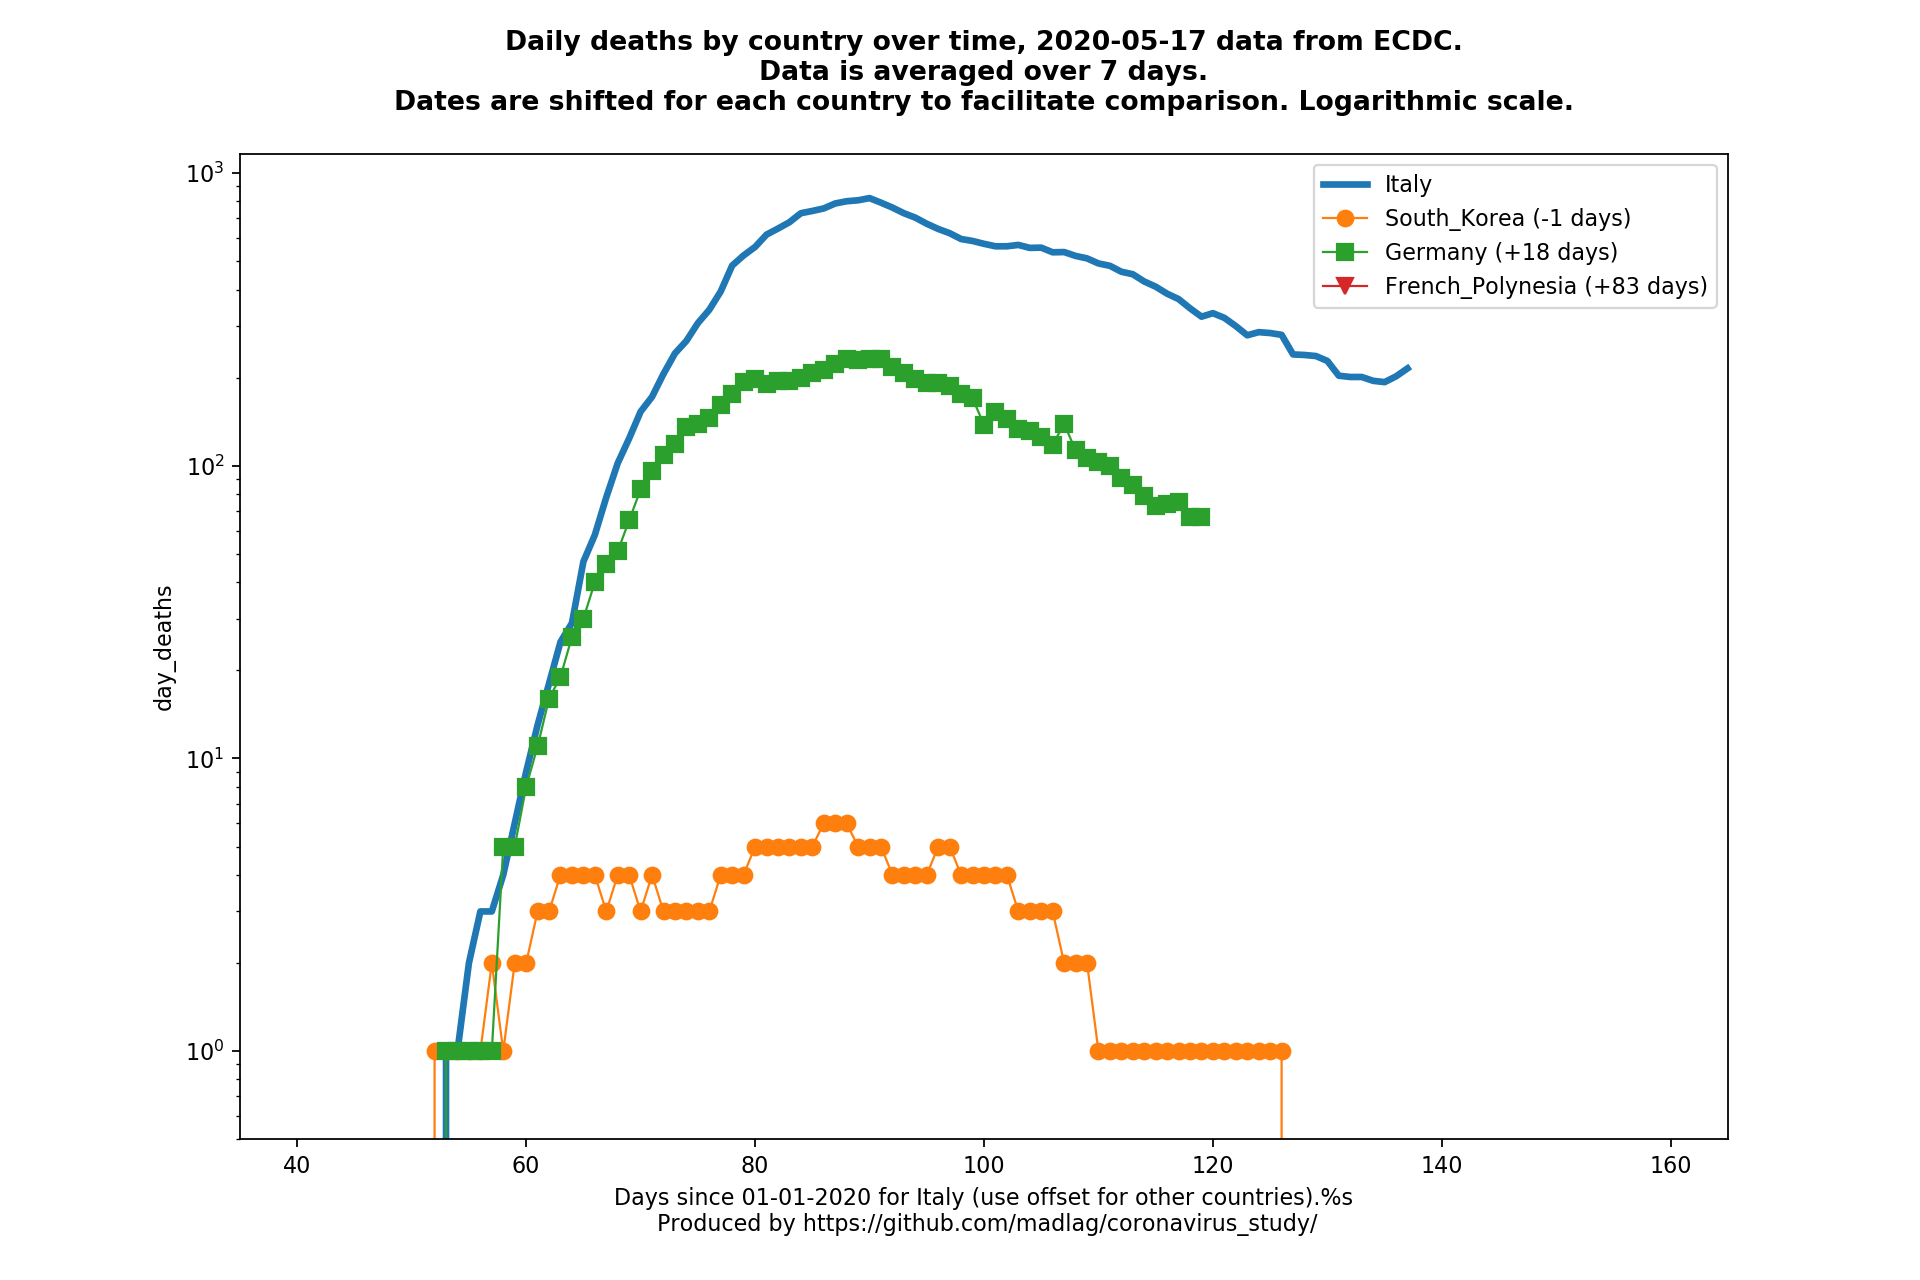 Daily deaths by country over time, 2020-05-17 data from ECDC.
Data is averaged over 7 days.
Dates are shifted for each country to facilitate comparison. Logarithmic scale.
10³
10²
10¹
10⁰
day_deaths
Italy
South_Korea (-1 days)
Germany (+18 days)
French_Polynesia (+83 days)
40 60 80 100 120 140 160
Days since 01-01-2020 for Italy (use offset for other countries).%s
Produced by https://github.com/madlag/coronavirus_study/